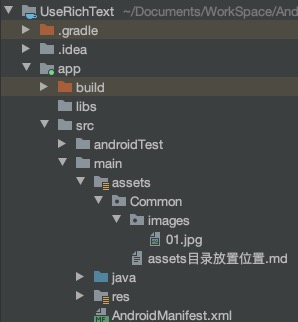 UseRichText ~/Documents/WorkSpace/And
.gradle
.idea
app
build
libs
src
androidTest
main
assets
Common
images
01.jpg
assets目录放置位置.md
java
res
AndroidManifest.xml